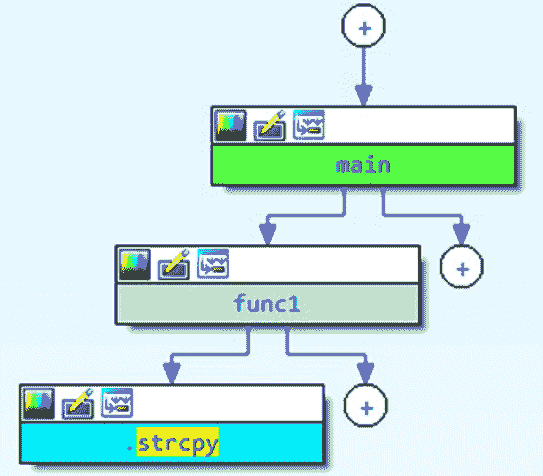 +
main
+
func1
+
.strcpy